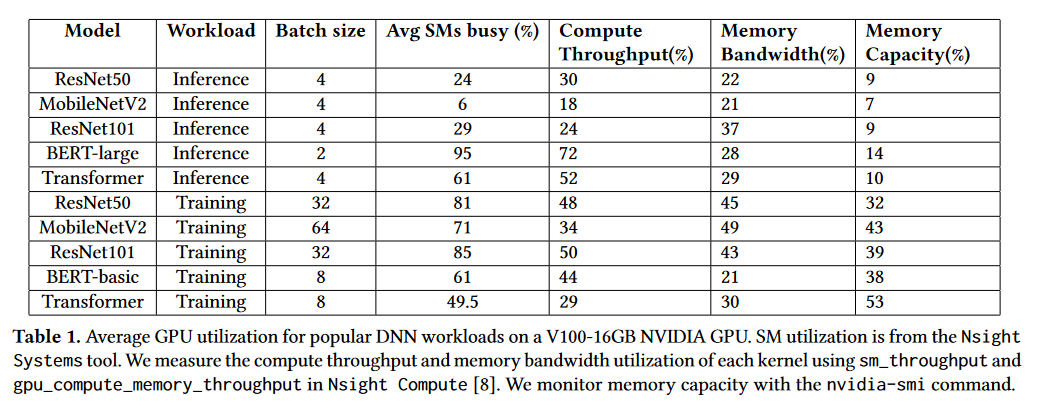 Model Workload Batch size Avg SMs busy (%) Compute Throughput(%) Memory Bandwidth(%) Memory Capacity(%)
ResNet50 Inference 4 24 30 22 9
MobileNetV2 Inference 4 6 18 21 7
ResNet101 Inference 4 29 24 37 9
BERT-large Inference 2 95 72 28 14
Transformer Inference 4 61 52 29 10
ResNet50 Training 32 81 48 45 32
MobileNetV2 Training 64 71 34 49 43
ResNet101 Training 32 85 50 43 39
BERT-basic Training 8 61 44 21 38
Transformer Training 8 49.5 29 30 53
Table 1. Average GPU utilization for popular DNN workloads on a V100-16GB NVIDIA GPU. SM utilization is from the Nsight
Systems tool. We measure the compute throughput and memory bandwidth utilization of each kernel using sm_throughput and
gpu_compute_memory_throughput in Nsight Compute [8]. We monitor memory capacity with the nvidia-smi command.